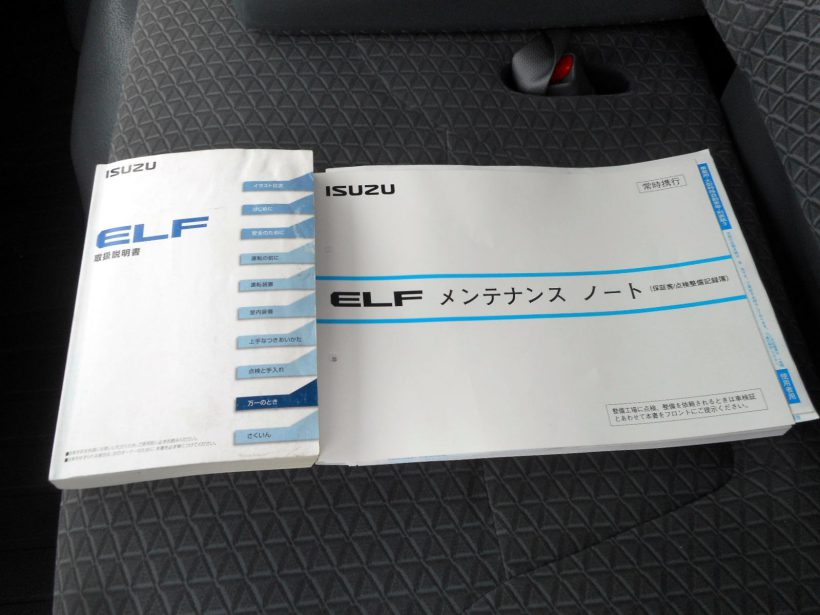 ISUZU
ELF
取扱説明書
イラスト目次
はじめに
安全のために
運転の前に
運転装置
室内装備
上手なつきあいかた
点検と手入れ
万一のとき
さくいん
ISUZU
常時携行
ELF メンテナンス ノート (保証書/点検整備記録簿)
整備工場に点検、整備を依頼されるときは車検証
とあわせて本書をフロントにご提示ください。
使用者用